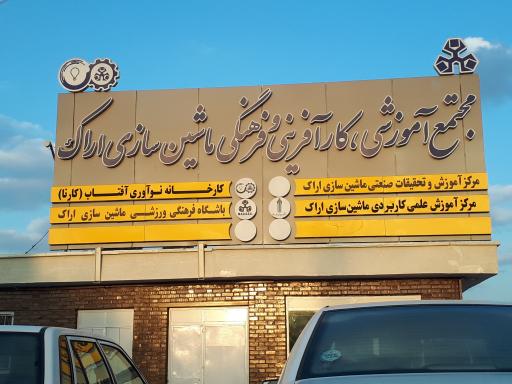 مجتمع آموزشی، کارآفرینی و فرهنگی ماشین سازی اراک
مرکز آموزش و تحقیقات صنعتی ماشین سازی اراک
مرکز آموزش علمی کاربردی ماشین سازی اراک
کارخانه نوآوری آفتاب (کارنا)
باشگاه فرهنگی ورزشی ماشین سازی اراک